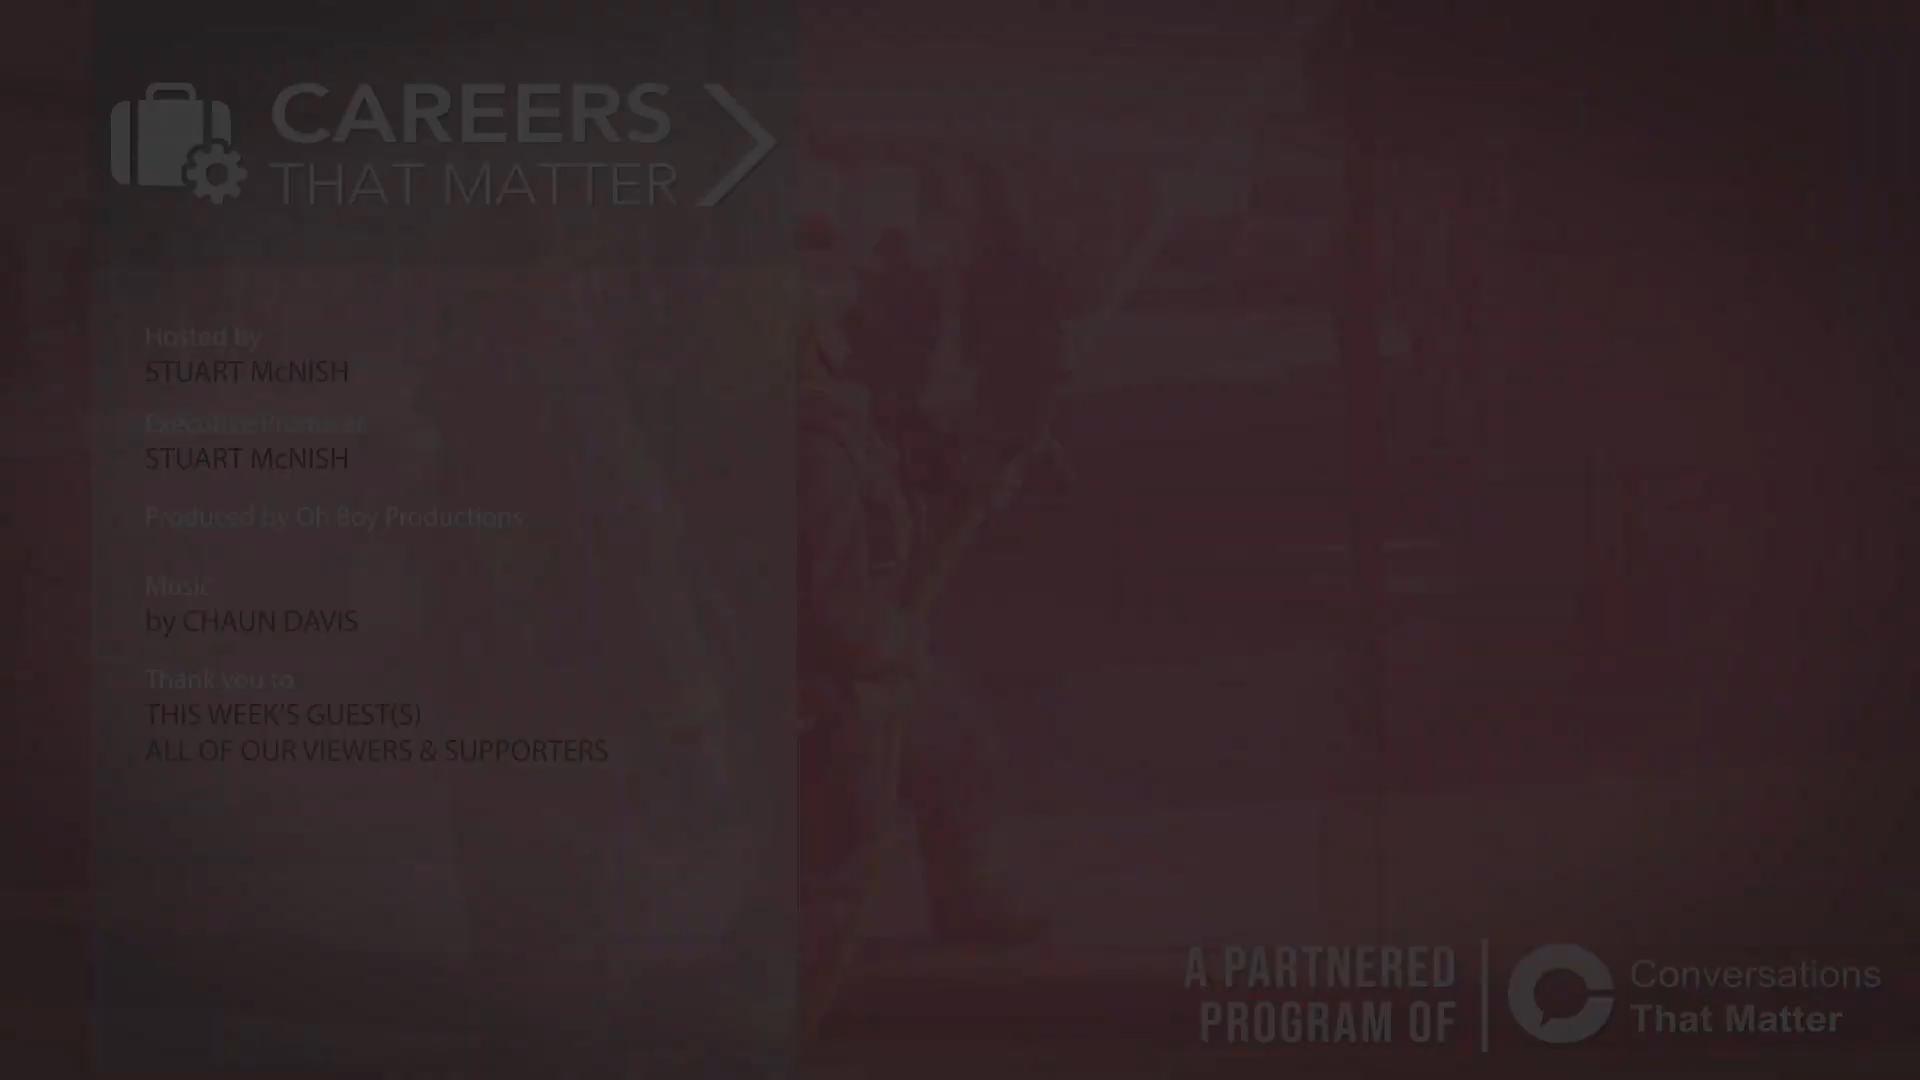 CAREERS
THAT MATTER
Hosted by
STUART McNISH
Executive Producer
STUART McNISH
Produced by Oh Boy Productions
Music
by CHAUN DAVIS
Thank you to
THIS WEEK'S GUEST(S)
ALL OF OUR VIEWERS & SUPPORTERS
A PARTNERED
PROGRAM OF
Conversations
That Matter